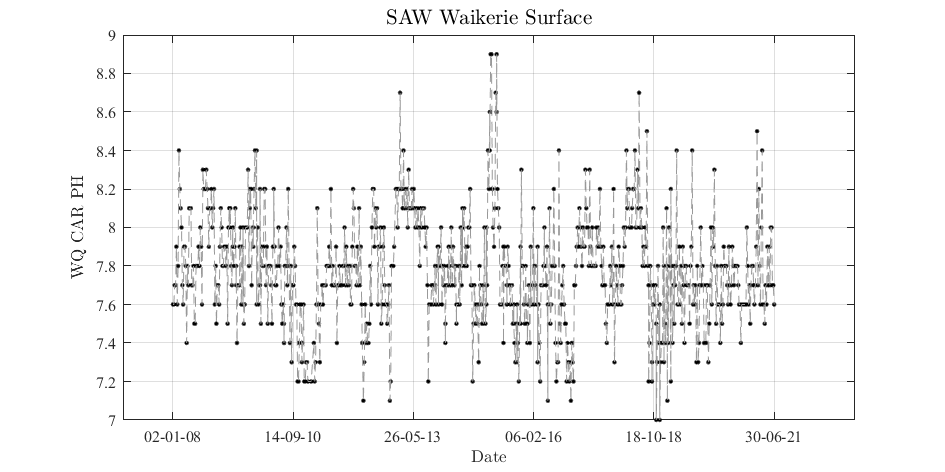 SAW Waikerie Surface
9
8.8
8.6
8.4
8.2
8
7.8
7.6
7.4
7.2
7
WQ CAR PH
02-01-08 14-09-10 26-05-13 06-02-16 18-10-18 30-06-21
Date